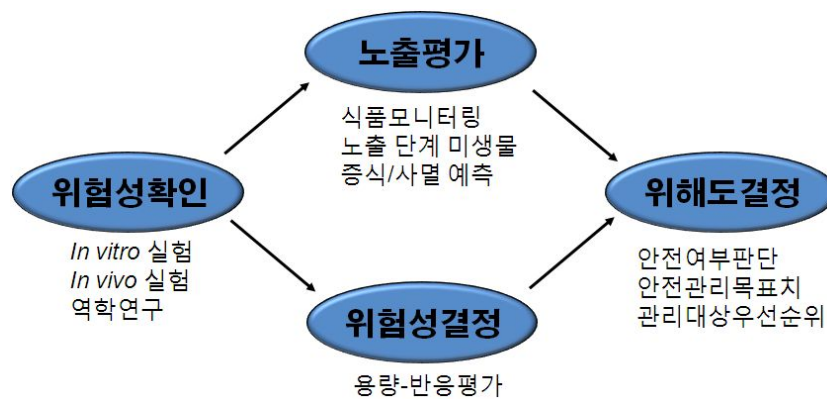 노출평가
식품모니터링
노출 단계 미생물
증식/사멸 예측
위험성확인
In vitro 실험
In vivo 실험
역학연구
위해도결정
안전여부판단
안전관리목표치
관리대상우선순위
위험성결정
용량-반응평가